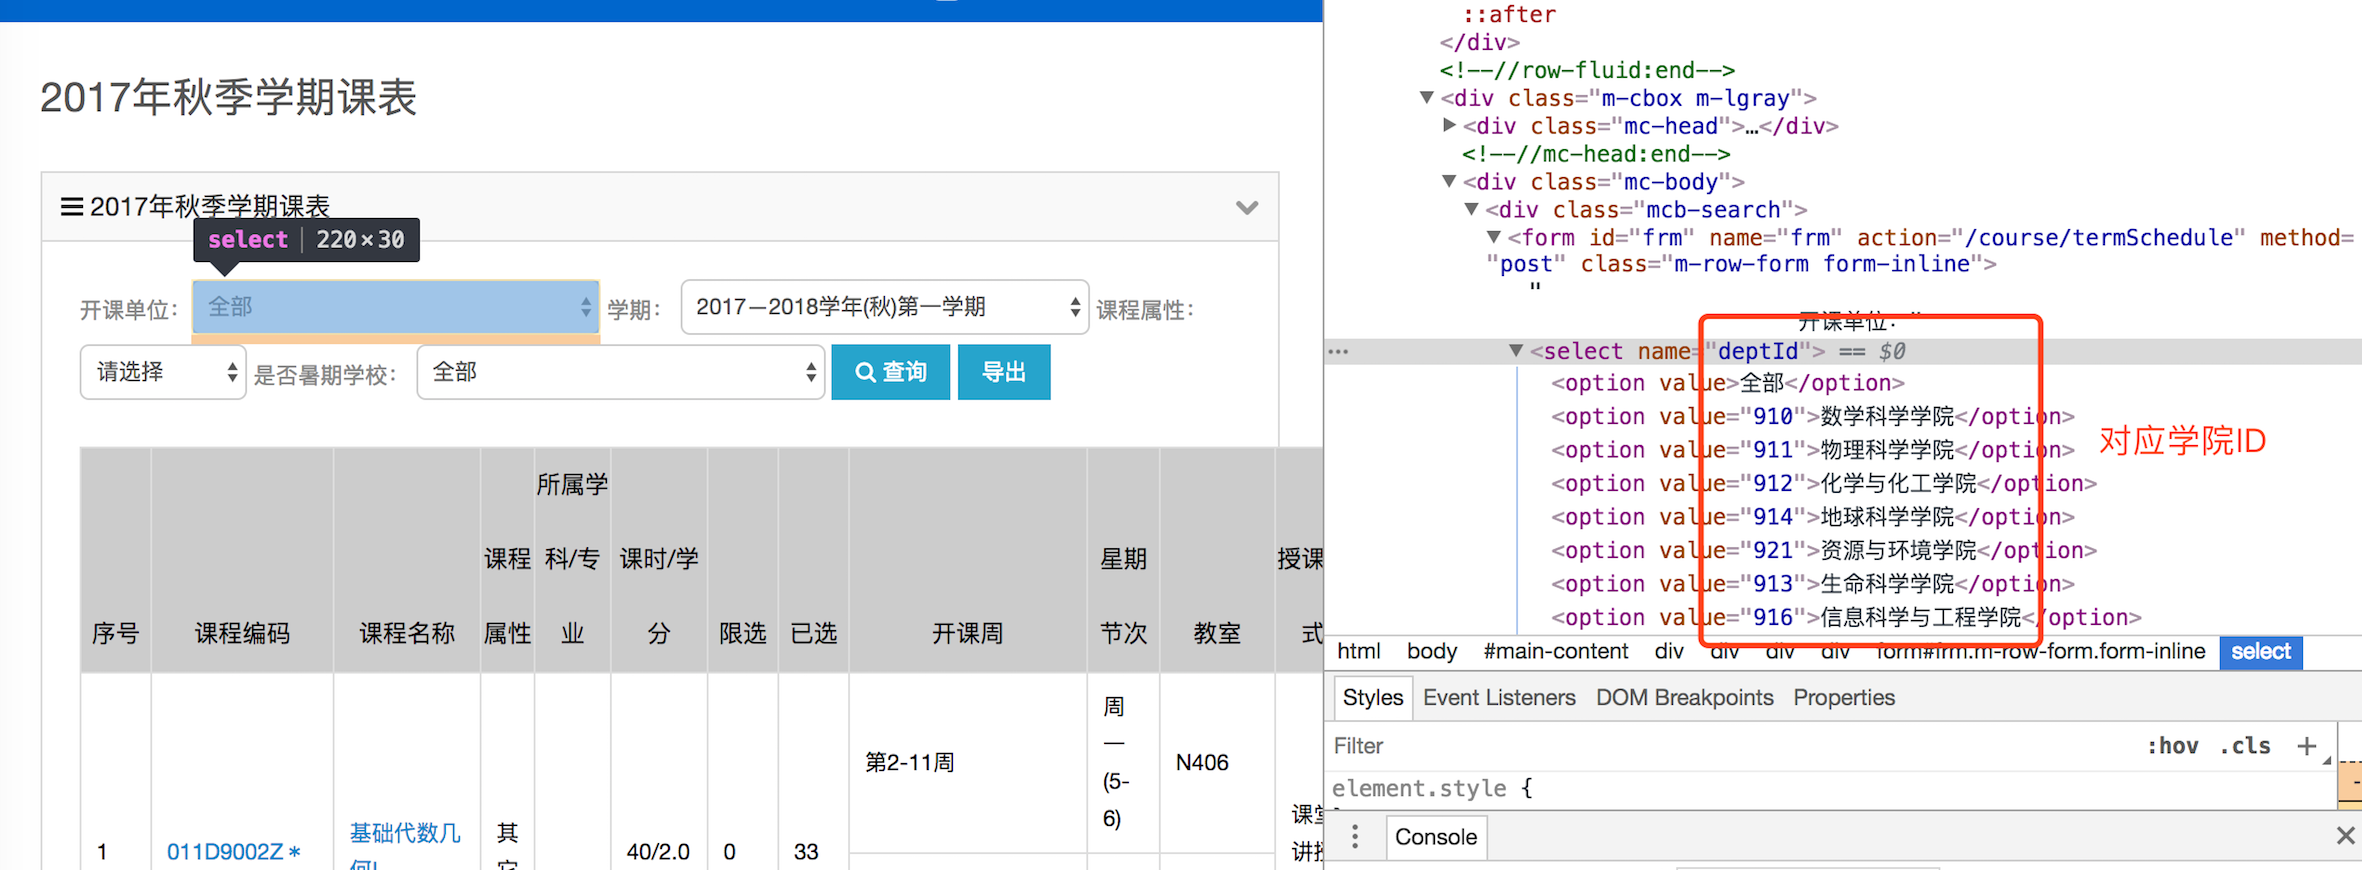 2017年秋季学期课表
2017年秋季学期课表
select 220×30
开课单位: 全部 学期: 2017—2018学年(秋)第一学期 课程属性:
请选择 是否暑期学校: 全部 查询 导出
序号 课程编码 课程名称 课程属性 所属学科/专业 课时/学分 限选 已选 开课周 星期节次 教室 授课
式
1 011D9002Z* 基础代数几何I 其它 40/2.0 0 33 第2-11周 周一(5-6) N406 课堂
讲授
::after
</div>
<!--//row-fluid:end-->
▼<div class="m-cbox m-lgray">
▶<div class="mc-head">…</div>
<!--//mc-head:end-->
▼<div class="mc-body">
▼<div class="mcb-search">
▼<form id="frm" name="frm" action="/course/termSchedule" method=
"post" class="m-row-form form-inline">
"
开课单位: "
… ▼<select name="deptId"> == $0
<option value>全部</option>
<option value="910">数学科学学院</option>
<option value="911">物理科学学院</option>
<option value="912">化学与化工学院</option>
<option value="914">地球科学学院</option>
<option value="921">资源与环境学院</option>
<option value="913">生命科学学院</option>
<option value="916">信息科学与工程学院</option>
对应学院ID
html body #main-content div div div div form#frm.m-row-form.form-inline select
Styles Event Listeners DOM Breakpoints Properties
Filter :hov .cls +
element.style {
Console